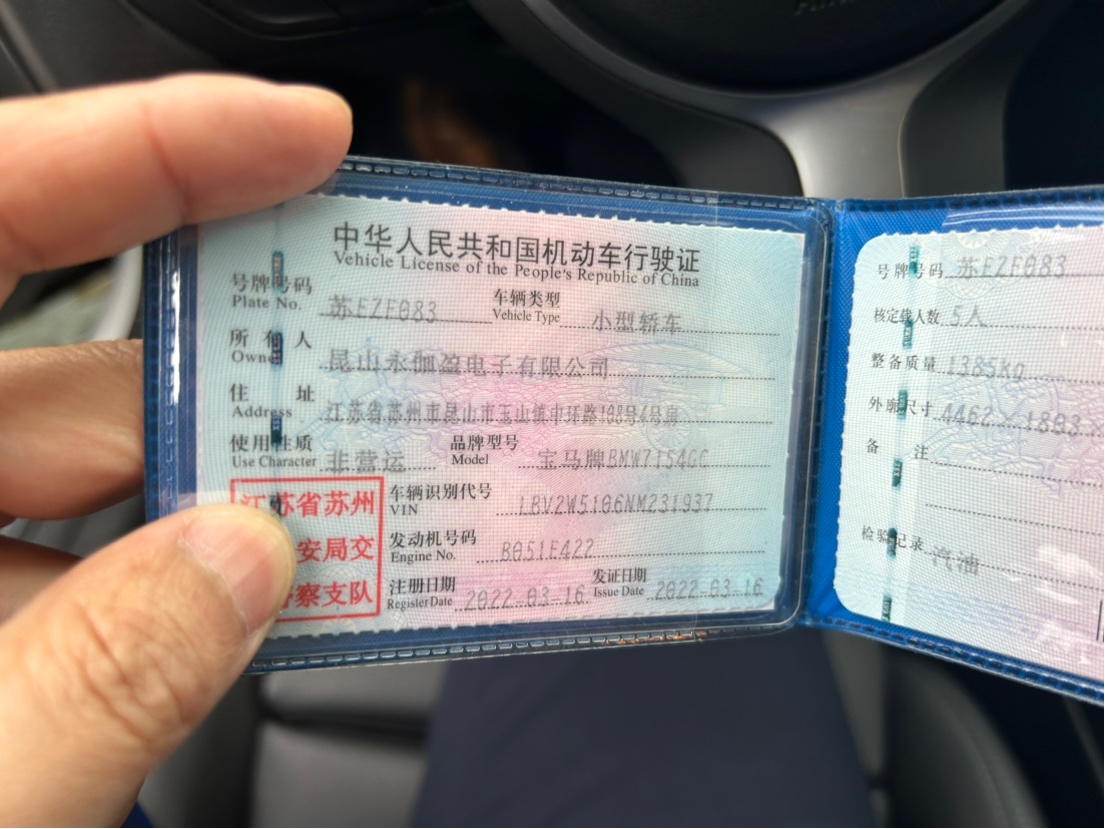 中华人民共和国机动车行驶证
Vehicle License of the People's Republic of China
号牌号码 苏EZF083 车辆类型 小型轿车
Plate No. Vehicle Type
所有人 昆山永伽盈电子有限公司
Owner
住址 江苏省苏州市昆山市玉山镇中环路188号4号房
Address
使用性质 非营运 品牌型号 宝马牌BMW7154GC
Use Character Model
江苏省苏州
安局交
警察支队
车辆识别代号 LBV2W5106NM231937
VIN
发动机号码 B051E422
Engine No.
注册日期 2022-03-16 发证日期 2022-03-16
Register Date Issue Date
号牌号码 苏EZF083
核定载人数 5人
整备质量 1385kg
外廓尺寸 4462×1803×
备注
检验记录
汽油